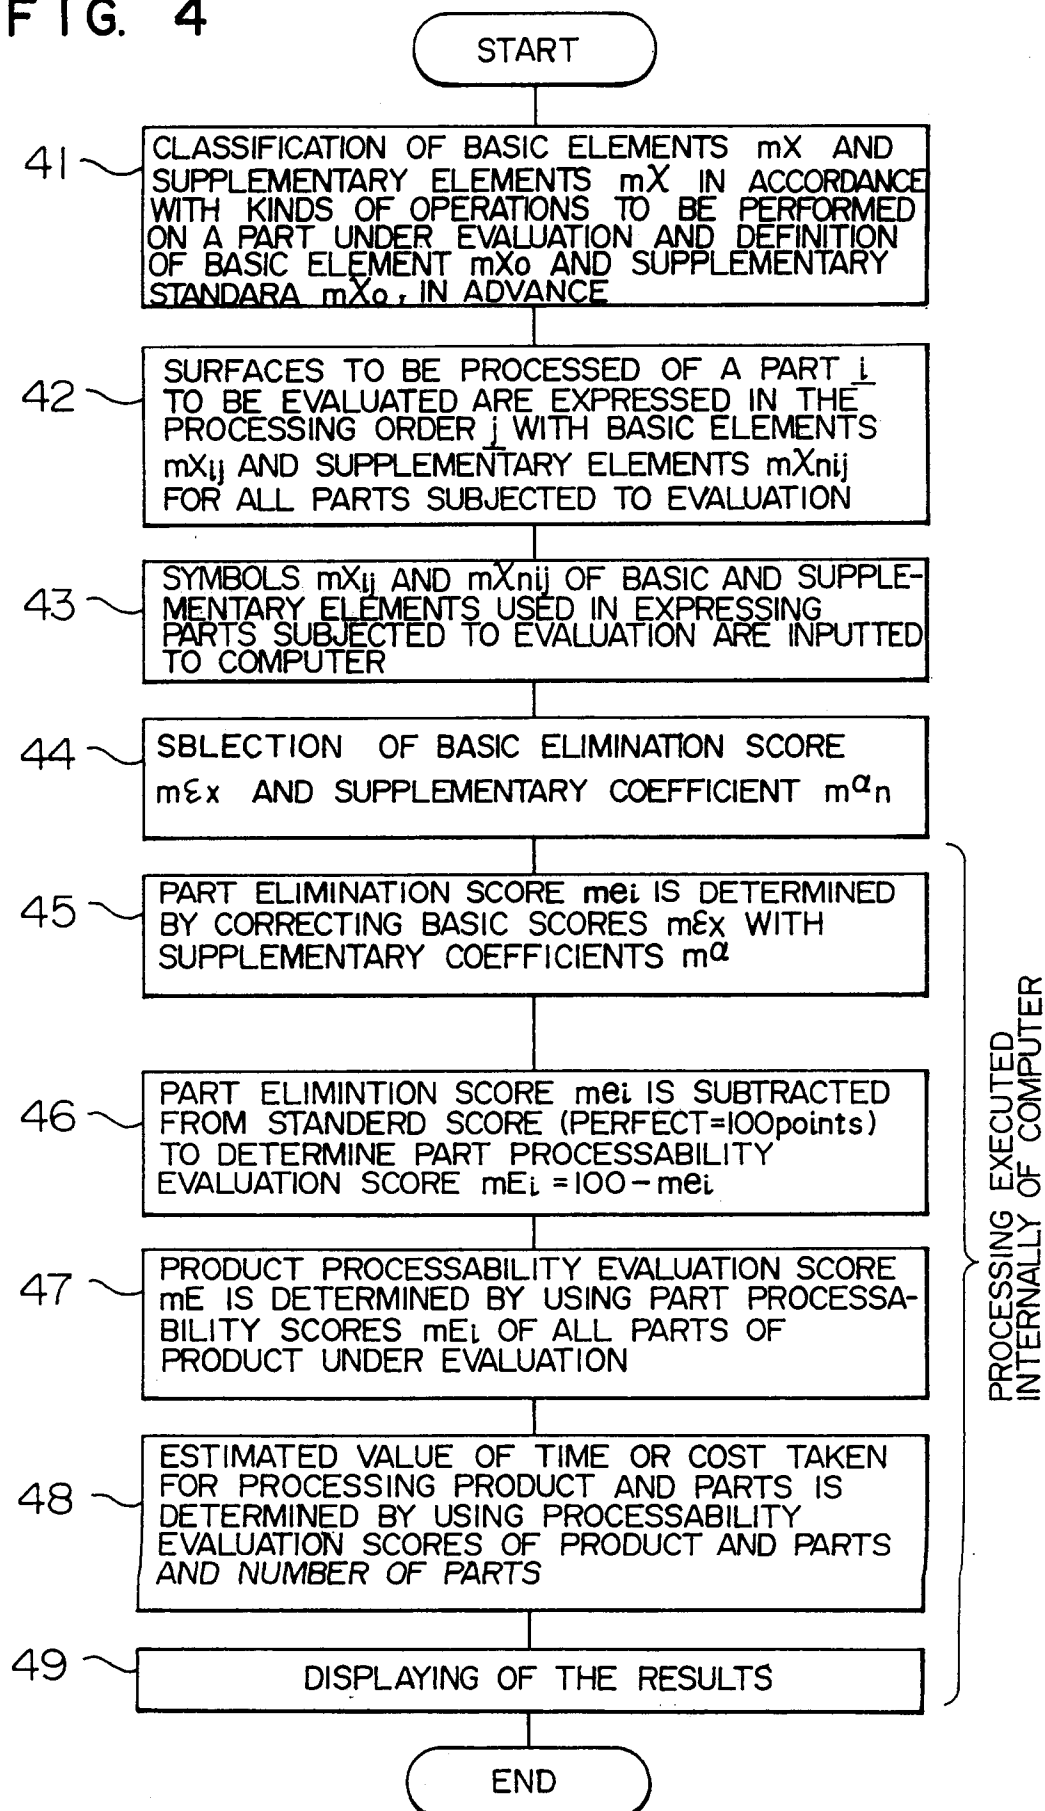 FIG. 4
START
41
CLASSIFICATION OF BASIC ELEMENTS mX AND
SUPPLEMENTARY ELEMENTS mχ IN ACCORDANCE
WITH KINDS OF OPERATIONS TO BE PERFORMED
ON A PART UNDER EVALUATION AND DEFINITION
OF BASIC ELEMENT mXo AND SUPPLEMENTARY
STANDARA mχo, IN ADVANCE
42
SURFACES TO BE PROCESSED OF A PART i
TO BE EVALUATED ARE EXPRESSED IN THE
PROCESSING ORDER j WITH BASIC ELEMENTS
mXij AND SUPPLEMENTARY ELEMENTS mχnij
FOR ALL PARTS SUBJECTED TO EVALUATION
43
SYMBOLS mXij AND mχnij OF BASIC AND SUPPLE-
MENTARY ELEMENTS USED IN EXPRESSING
PARTS SUBJECTED TO EVALUATION ARE INPUTTED
TO COMPUTER
44
SBLECTION OF BASIC ELIMINATION SCORE
mεx AND SUPPLEMENTARY COEFFICIENT mαn
45
PART ELIMINATION SCORE mei IS DETERMINED
BY CORRECTING BASIC SCORES mεx WITH
SUPPLEMENTARY COEFFICIENTS mα
46
PART ELIMINTION SCORE mei IS SUBTRACTED
FROM STANDERD SCORE (PERFECT=100points)
TO DETERMINE PART PROCESSABILITY
EVALUATION SCORE mEi = 100 - mei
47
PRODUCT PROCESSABILITY EVALUATION SCORE
mE IS DETERMINED BY USING PART PROCESSA-
BILITY SCORES mEi OF ALL PARTS OF
PRODUCT UNDER EVALUATION
48
ESTIMATED VALUE OF TIME OR COST TAKEN
FOR PROCESSING PRODUCT AND PARTS IS
DETERMINED BY USING PROCESSABILITY
EVALUATION SCORES OF PRODUCT AND PARTS
AND NUMBER OF PARTS
49
DISPLAYING OF THE RESULTS
END
PROCESSING EXECUTED
INTERNALLY OF COMPUTER